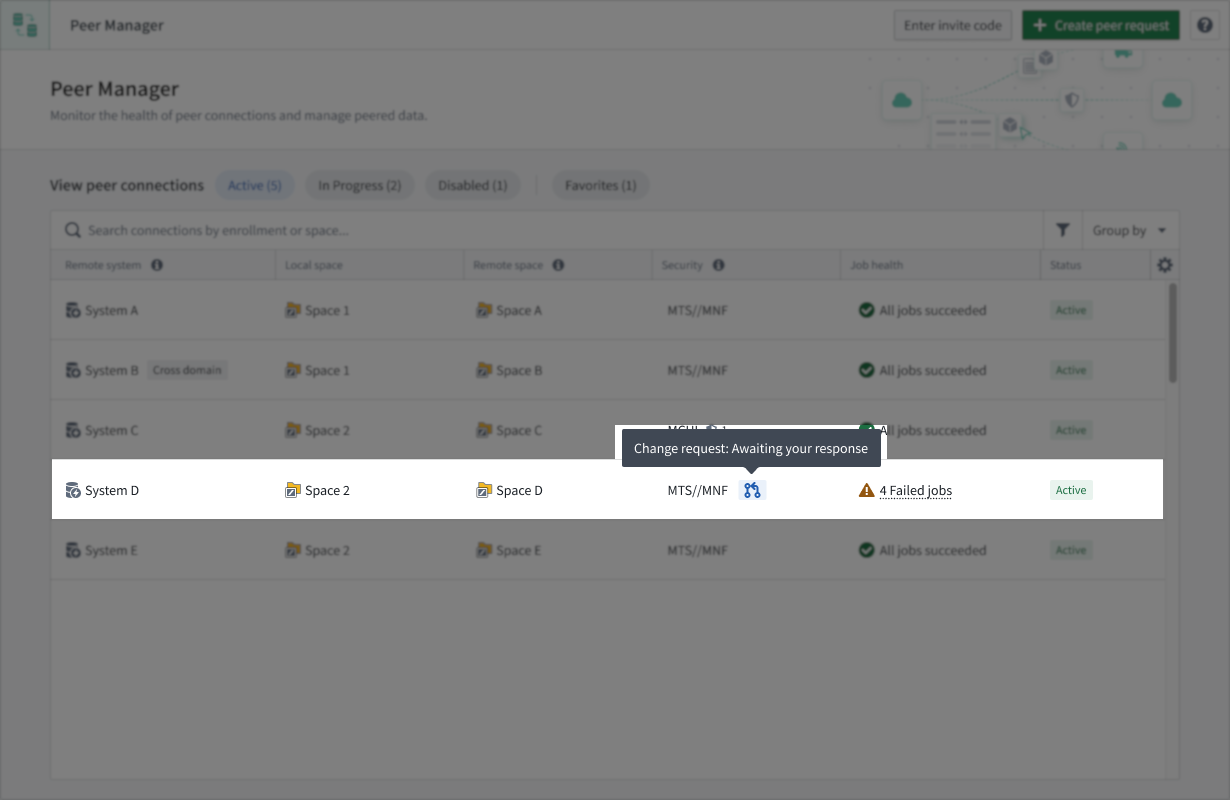 Peer Manager
Enter invite code
Create peer request
Peer Manager
Monitor the health of peer connections and manage peered data.
View peer connections Active (5) In Progress (2) Disabled (1) Favorites (1)
Search connections by enrollment or space...
Group by
Remote system Local space Remote space Security Job health Status
System A Space 1 Space A MTS//MNF All jobs succeeded Active
System B Cross domain Space 1 Space B MTS//MNF All jobs succeeded Active
System C Space 2 Space C All jobs succeeded Active
Change request: Awaiting your response
System D Space 2 Space D MTS//MNF 4 Failed jobs Active
System E Space 2 Space E MTS//MNF All jobs succeeded Active